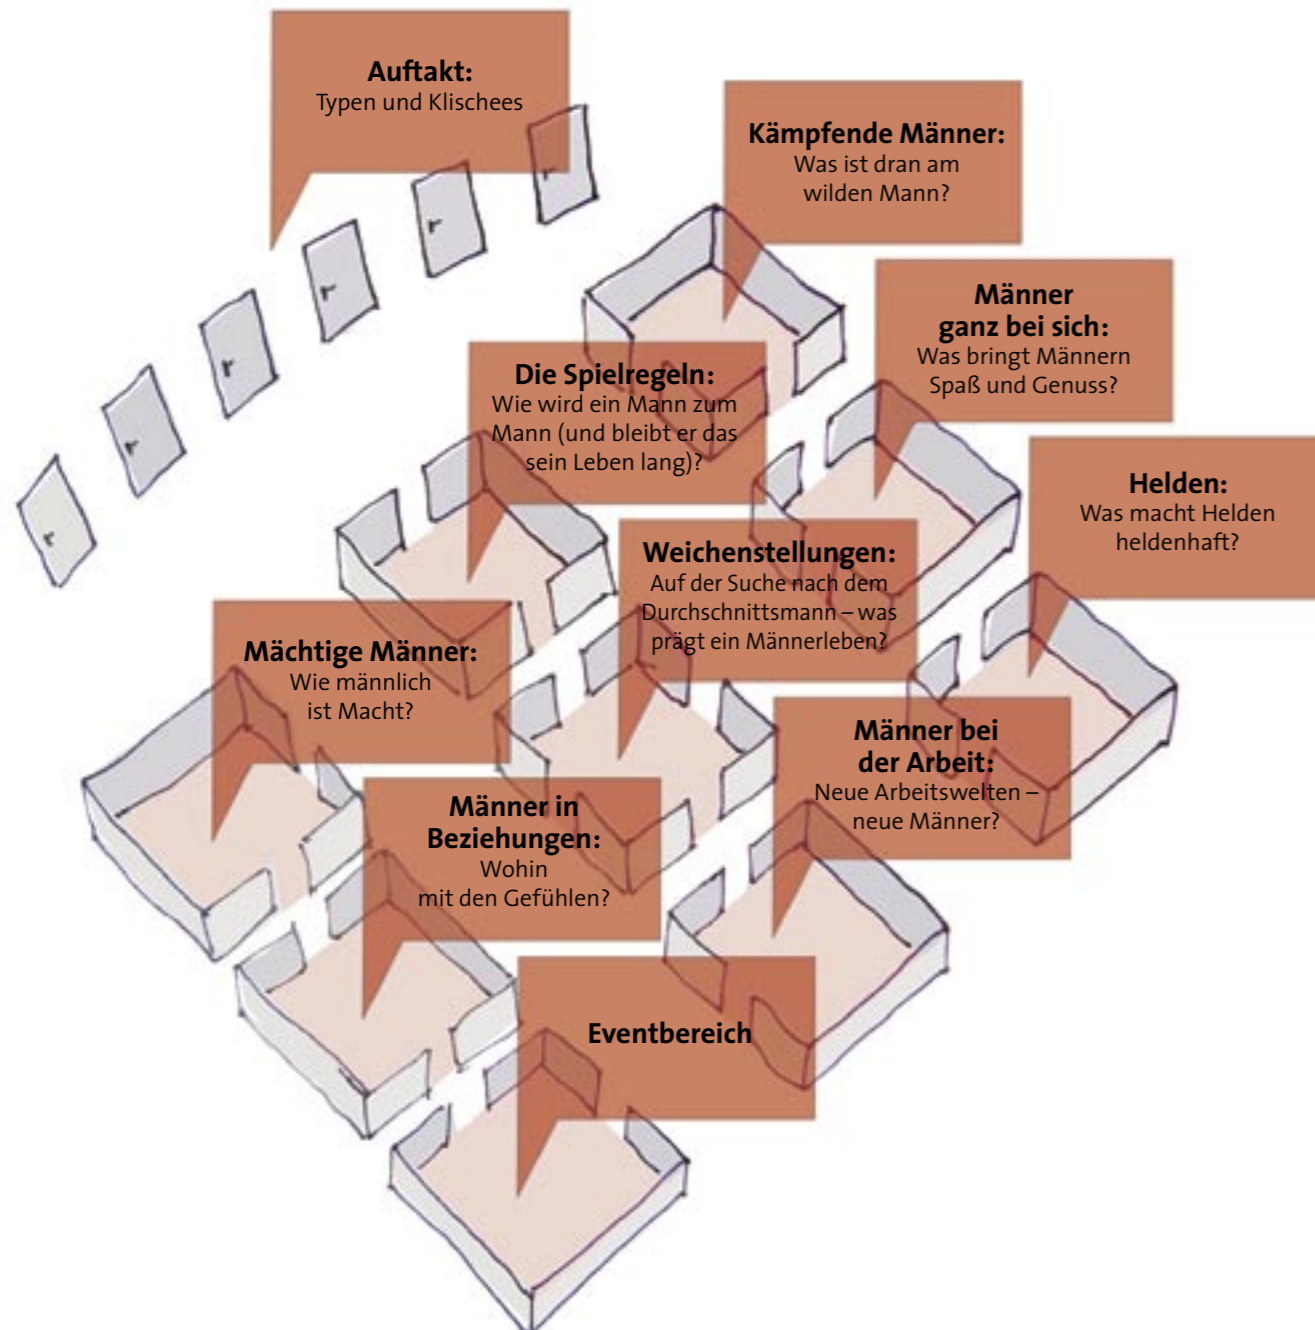 Auftakt:
Typen und Klischees
Kämpfende Männer:
Was ist dran am
wilden Mann?
Männer
ganz bei sich:
Was bringt Männern
Spaß und Genuss?
Die Spielregeln:
Wie wird ein Mann zum
Mann (und bleibt er das
sein Leben lang)?
Helden:
Was macht Helden
heldenhaft?
Weichenstellungen:
Auf der Suche nach dem
Durchschnittsmann – was
prägt ein Männerleben?
Mächtige Männer:
Wie männlich
ist Macht?
Männer bei
der Arbeit:
Neue Arbeitswelten –
neue Männer?
Männer in
Beziehungen:
Wohin
mit den Gefühlen?
Eventbereich